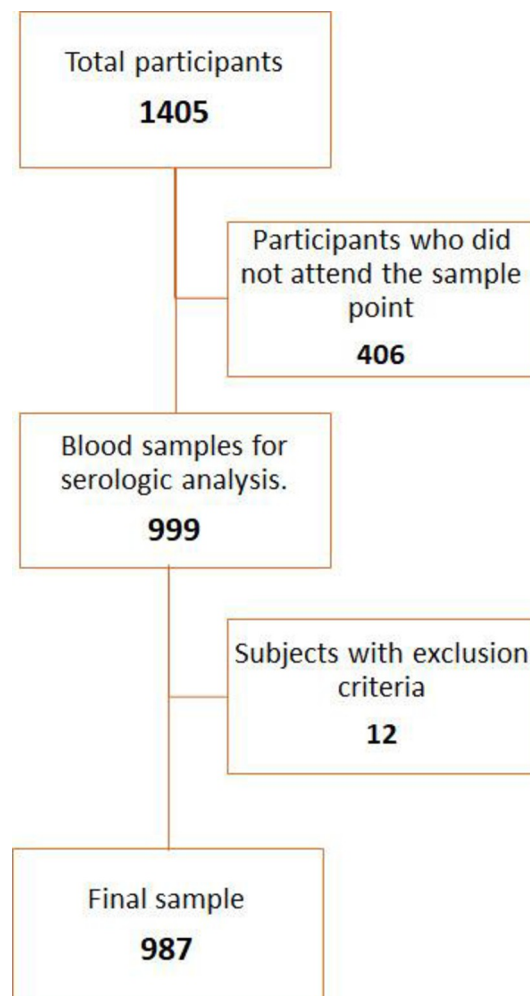 Total participants
1405
Participants who did
not attend the sample
point
406
Blood samples for
serologic analysis.
999
Subjects with exclusion
criteria
12
Final sample
987